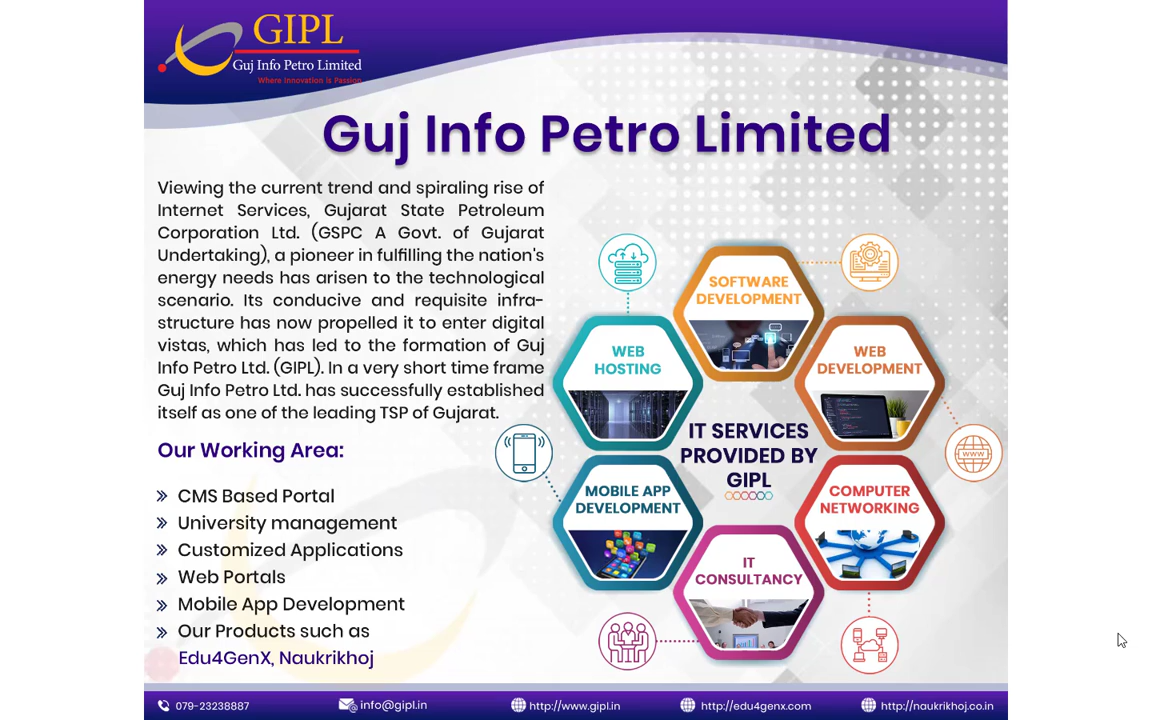 GIPL
Guj Info Petro Limited
Where Innovation is Passion
Guj Info Petro Limited
Viewing the current trend and spiraling rise of
Internet Services, Gujarat State Petroleum
Corporation Ltd. (GSPC A Govt. of Gujarat
Undertaking), a pioneer in fulfilling the nation's
energy needs has arisen to the technological
scenario. Its conducive and requisite infra-
structure has now propelled it to enter digital
vistas, which has led to the formation of Guj
Info Petro Ltd. (GIPL). In a very short time frame
Guj Info Petro Ltd. has successfully established
itself as one of the leading TSP of Gujarat.
Our Working Area:
CMS Based Portal
University management
Customized Applications
Web Portals
Mobile App Development
Our Products such as
Edu4GenX, Naukrikhoj
SOFTWARE
DEVELOPMENT
WEB
HOSTING
WEB
DEVELOPMENT
IT SERVICES
PROVIDED BY
GIPL
WWW
MOBILE APP
DEVELOPMENT
COMPUTER
NETWORKING
IT
CONSULTANCY
079-23238887
info@gipl.in
http://www.gipl.in
http://edu4genx.com
http://naukrikhoj.co.in